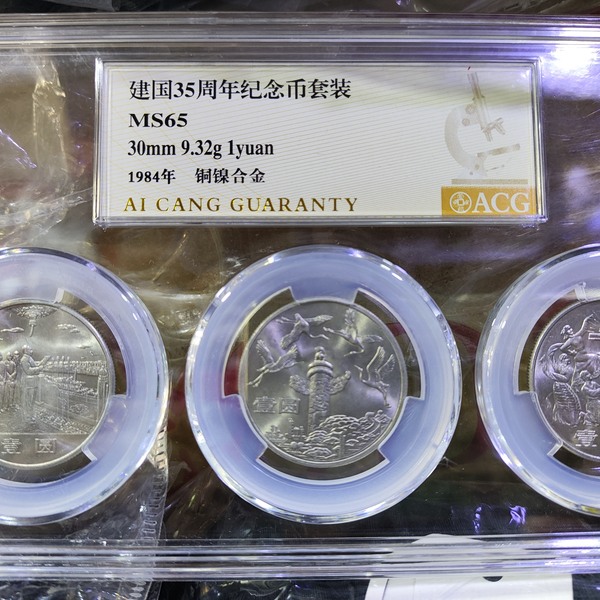 建国35周年纪念币套装
MS65
30mm 9.32g 1yuan
1984年 铜镍合金
AI CANG GUARANTY
ACG
壹圆
壹圆
壹